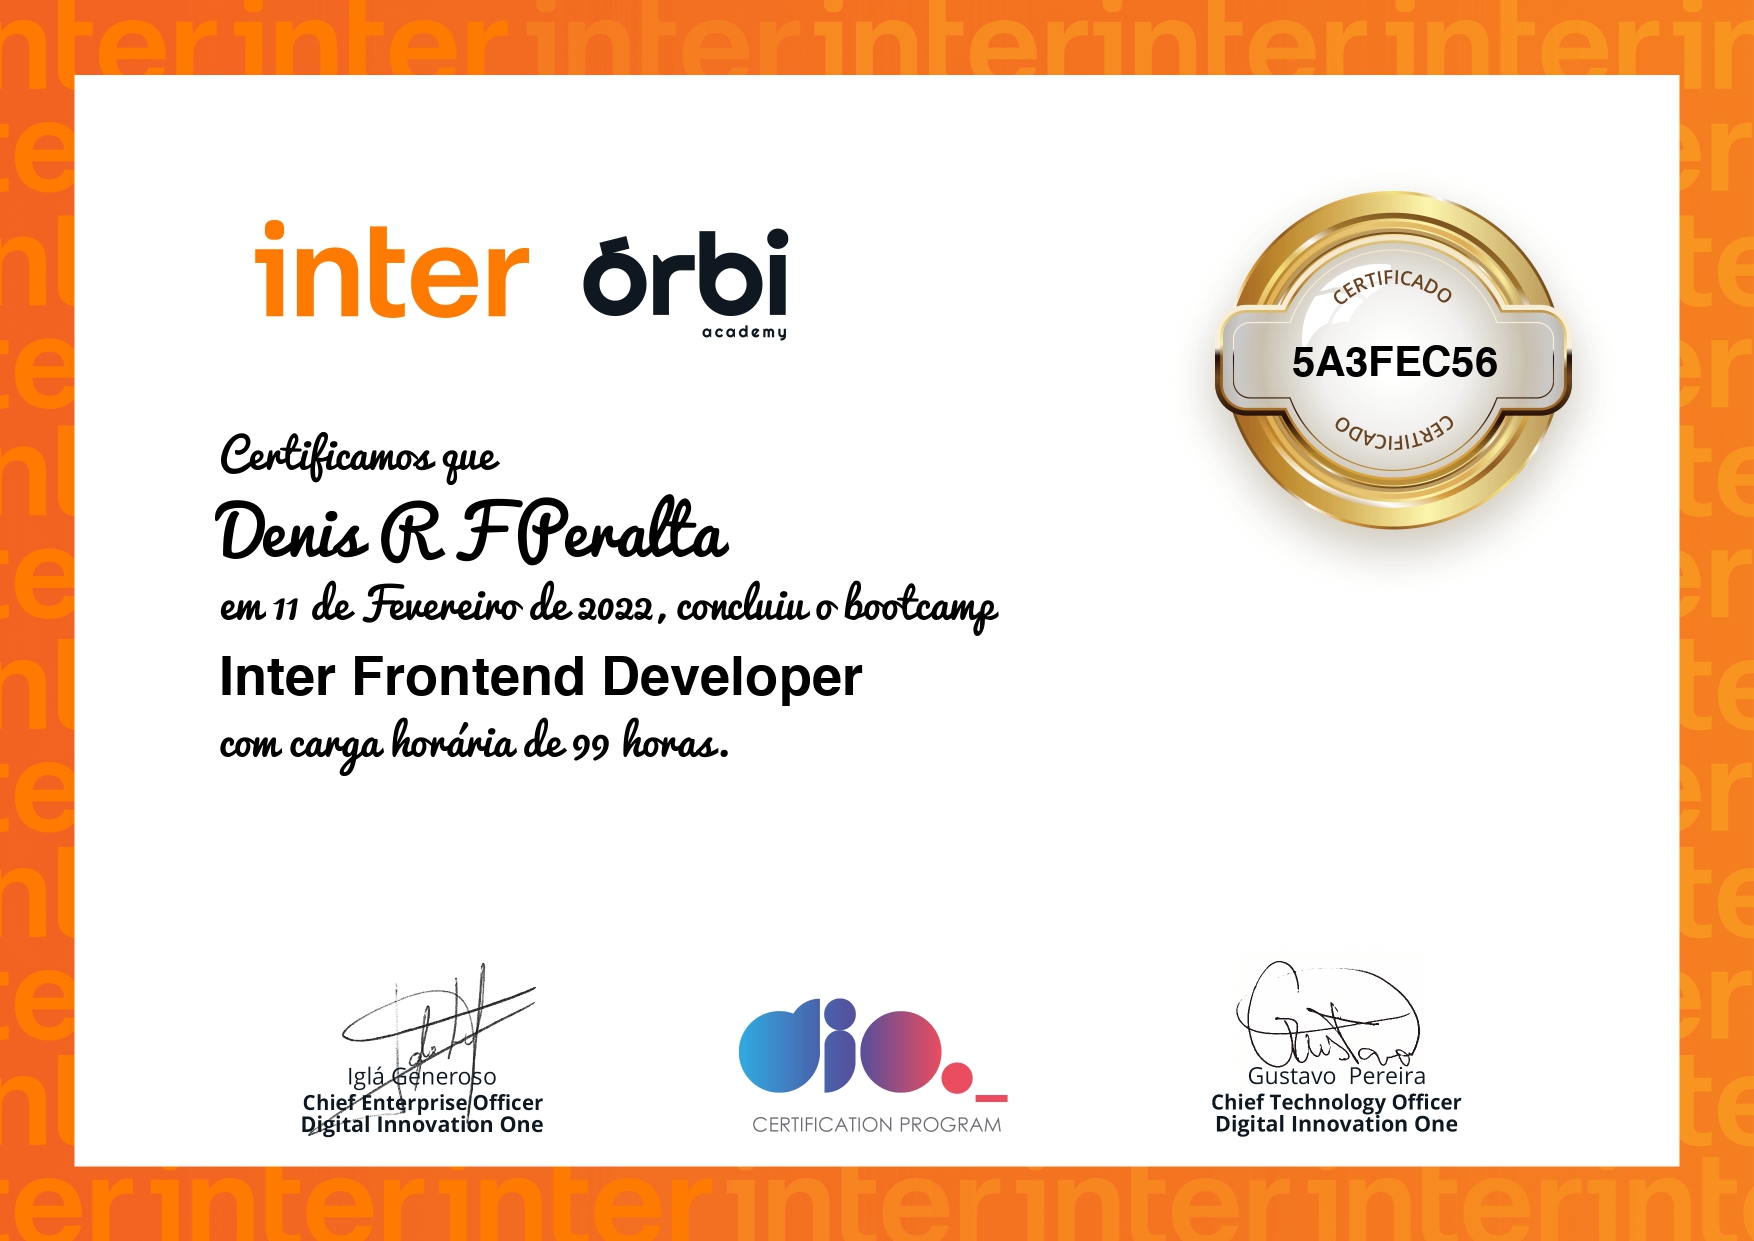 inter órbi
academy
CERTIFICADO
5A3FEC56
CERTIFICADO
Certificamos que
Denis R F Peralta
em 11 de Fevereiro de 2022, concluiu o bootcamp
Inter Frontend Developer
com carga horária de 99 horas.
Iglá Generoso
Chief Enterprise Officer
Digital Innovation One
dio._
CERTIFICATION PROGRAM
Gustavo
Gustavo Pereira
Chief Technology Officer
Digital Innovation One